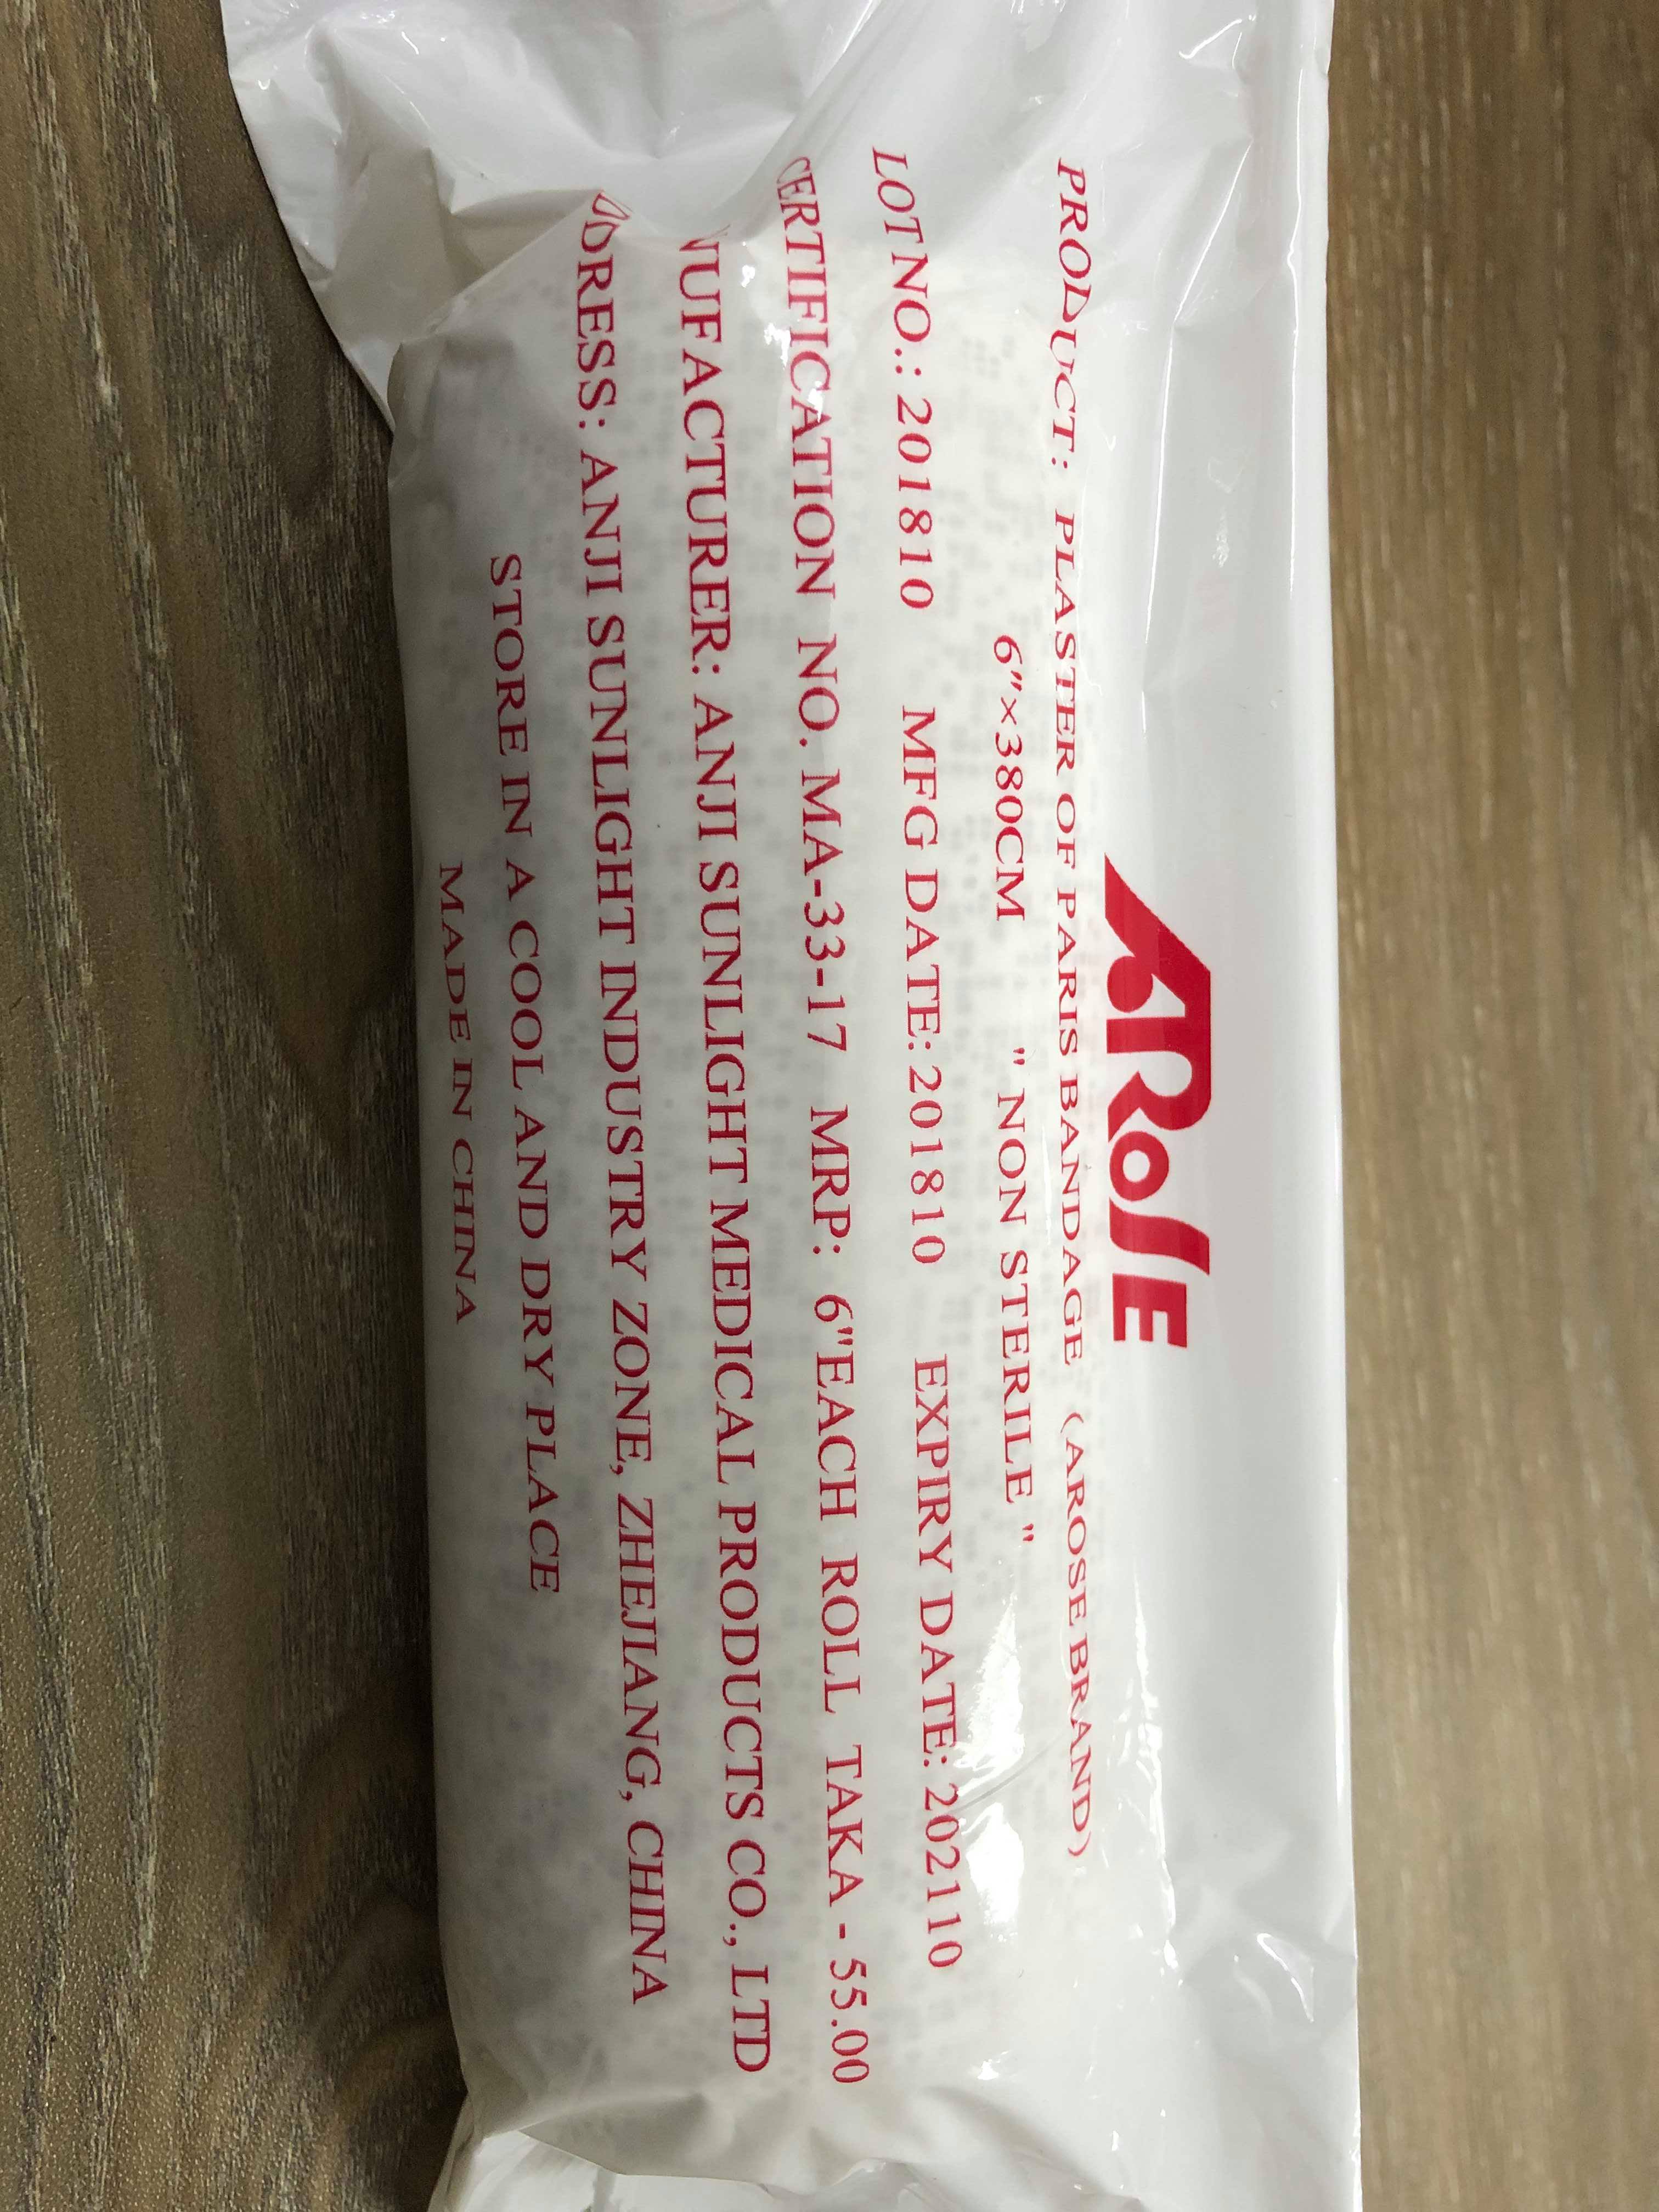 AROSE
PRODUCT: PLASTER OF PARIS BANDAGE (AROSE BRAND)
6"×380CM " NON STERILE "
LOT NO.: 201810 MFG DATE: 201810 EXPIRY DATE: 202110
CERTIFICATION NO. MA-33-17 MRP: 6"EACH ROLL TAKA - 55.00
NUFACTURER: ANJI SUNLIGHT MEDICAL PRODUCTS CO., LTD
DDRESS: ANJI SUNLIGHT INDUSTRY ZONE, ZHEJIANG, CHINA
STORE IN A COOL AND DRY PLACE
MADE IN CHINA